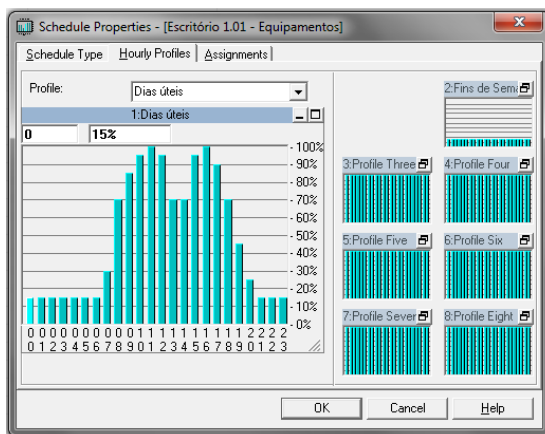 Schedule Properties - [Escritório 1.01 - Equipamentos]
Schedule Type Hourly Profiles Assignments
Profile: Dias úteis
1:Dias úteis
0 15%
100%
90%
80%
70%
60%
50%
40%
30%
20%
10%
0%
0 0 0 0 0 0 0 0 0 0 1 1 1 1 1 1 1 1 1 1 2 2 2 2
0 1 2 3 4 5 6 7 8 9 0 1 2 3 4 5 6 7 8 9 0 1 2 3
2:Fins de Sema
3:Profile Three 4:Profile Four
5:Profile Five 6:Profile Six
7:Profile Sever 8:Profile Eight
OK Cancel Help